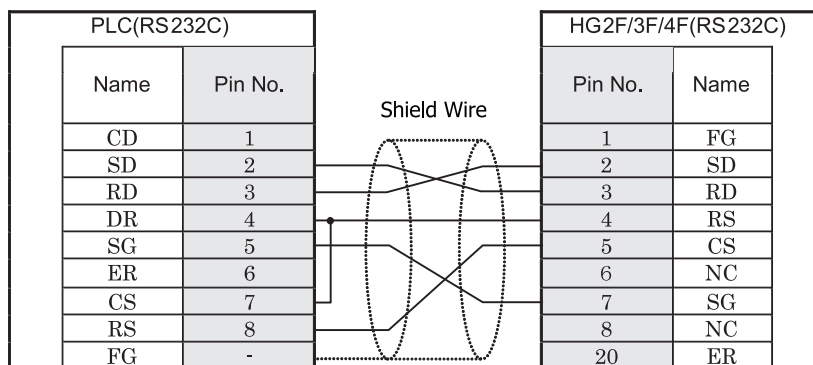 PLC(RS232C) HG2F/3F/4F(RS232C)
Name Pin No. Pin No. Name
Shield Wire
CD 1 1 FG
SD 2 2 SD
RD 3 3 RD
DR 4 4 RS
SG 5 5 CS
ER 6 6 NC
CS 7 7 SG
RS 8 8 NC
FG - 20 ER